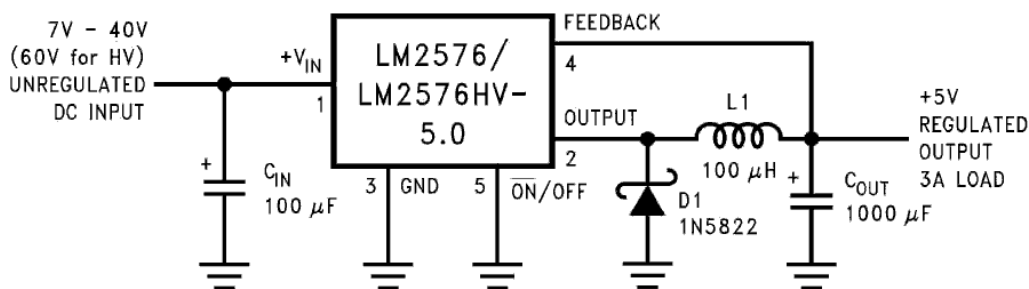 7V – 40V
(60V for HV)
UNREGULATED
DC INPUT
+VIN
1
CIN
100 μF
+
LM2576/
LM2576HV–
5.0
3
GND
5
ON/OFF
FEEDBACK
4
OUTPUT
2
L1
100 μH
D1
1N5822
+
COUT
1000 μF
+5V
REGULATED
OUTPUT
3A LOAD